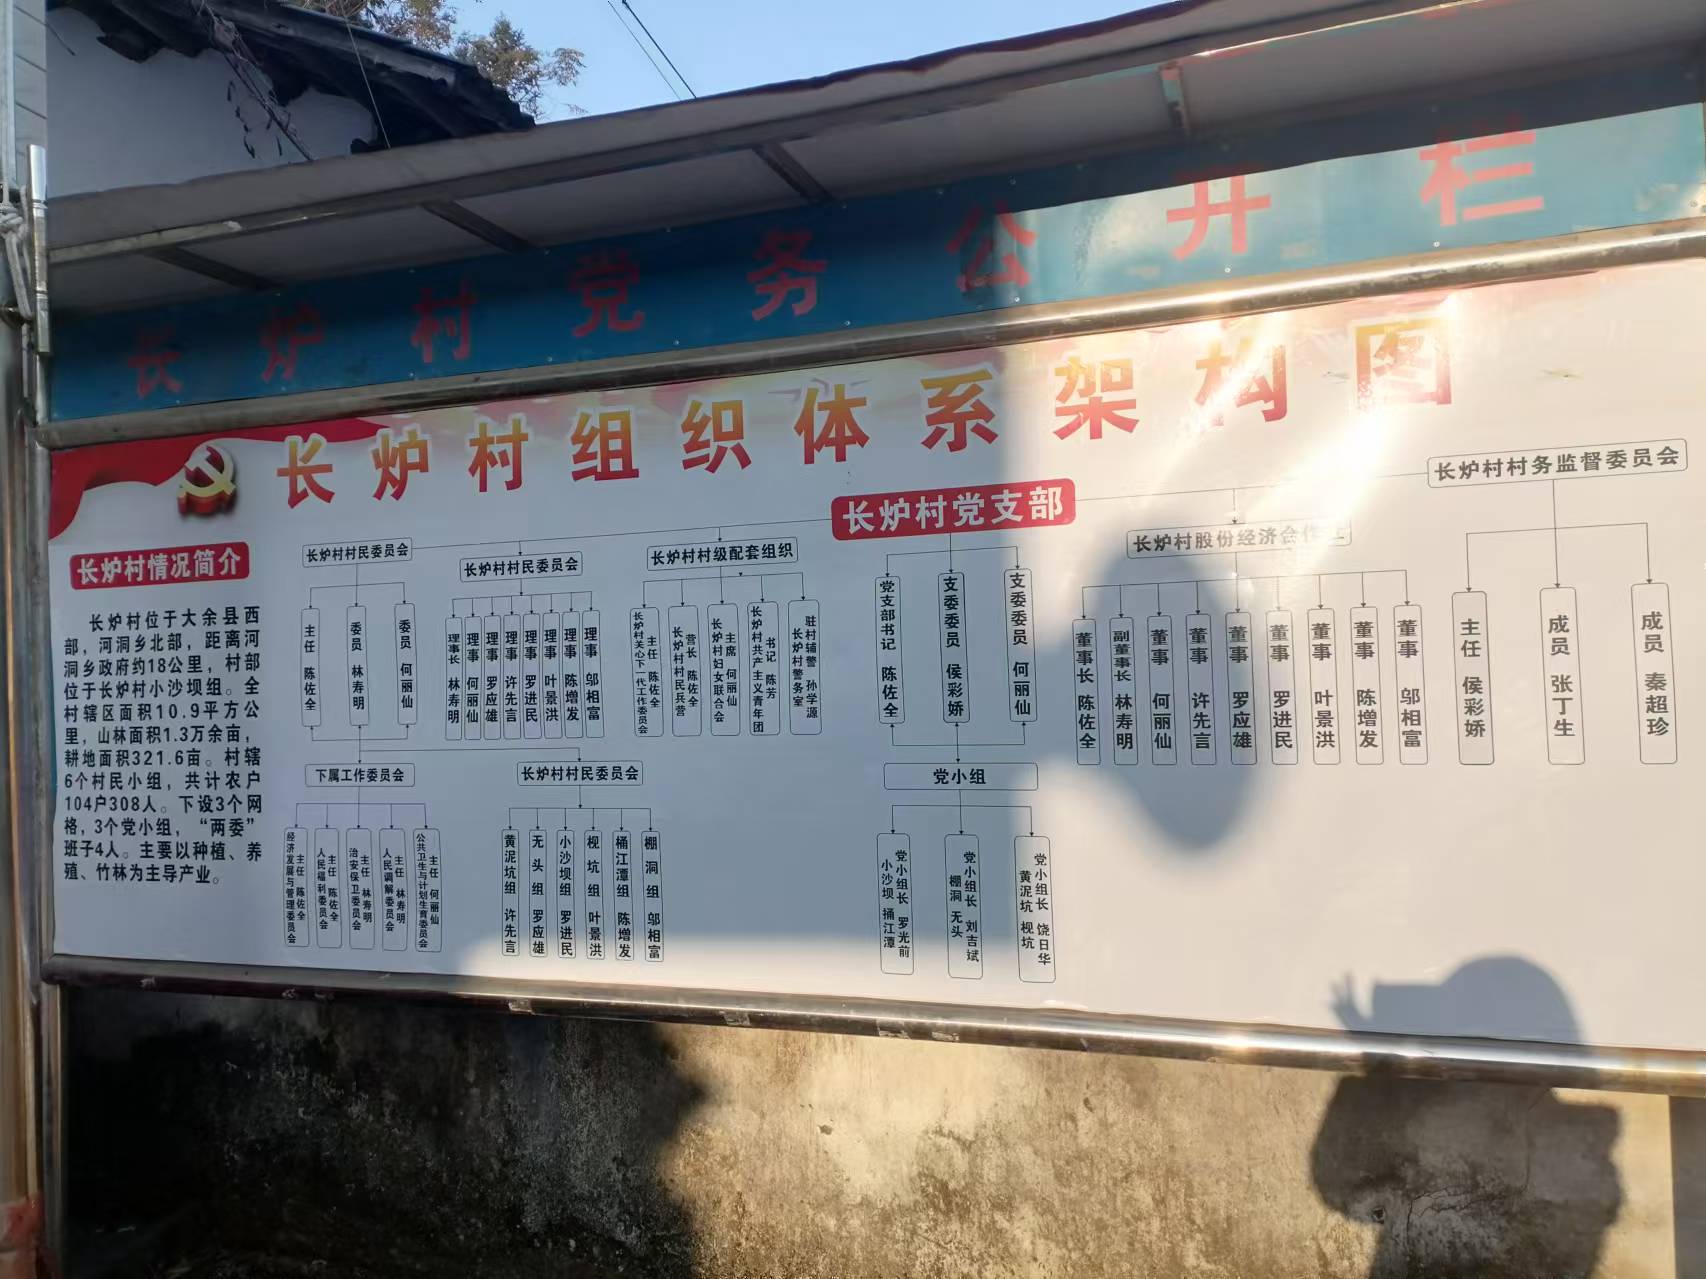 长炉村党务公开栏
长炉村组织体系架构图
长炉村情况简介
长炉村位于大余县西
部,河洞乡北部,距离河
洞乡政府约18公里,村部
位于长炉村小沙坝组。全
村辖区面积10.9平方公
里,山林面积1.3万余亩,
耕地面积321.6亩。村辖
6个村民小组,共计农户
104户308人。下设3个网
格,3个党小组,“两委”
班子4人。主要以种植、养
殖、竹林为主导产业。
长炉村党支部
党支部书记 陈佐全
支委委员 侯彩娇
支委委员 何丽仙
党小组
党小组长 罗光前
小沙坝 桶江潭
党小组长 刘吉斌
棚洞 无头
党小组长 饶日华
黄泥坑 枧坑
长炉村村民委员会
主任 陈佐全
委员 林寿明
委员 何丽仙
下属工作委员会
主任 陈佐全
经济发展与管理委员会
主任 陈佐全
人民福利委员会
主任 林寿明
治安保卫委员会
主任 林寿明
人民调解委员会
主任 何丽仙
公共卫生与计划生育委员会
长炉村村民委员会
黄泥坑组 许先言
无头组 罗应雄
小沙坝组 罗进民
枧坑组 叶景洪
桶江潭组 陈增发
棚洞组 邬相富
长炉村村民委员会
理事长 林寿明
理事 何丽仙
理事 罗应雄
理事 许先言
理事 罗进民
理事 叶景洪
理事 陈增发
理事 邬相富
长炉村村级配套组织
主任 陈佐全
长炉村关心下一代工作委员会
营长 陈佐全
长炉村村民兵营
主席 何丽仙
长炉村妇女联合会
书记 陈芳
长炉村共产主义青年团
驻村辅警 孙学源
长炉村警务室
长炉村股份经济合作
董事长 陈佐全
副董事长 林寿明
董事 何丽仙
董事 许先言
董事 罗应雄
董事 罗进民
董事 叶景洪
董事 陈增发
董事 邬相富
长炉村村务监督委员会
主任 侯彩娇
成员 张丁生
成员 秦超珍